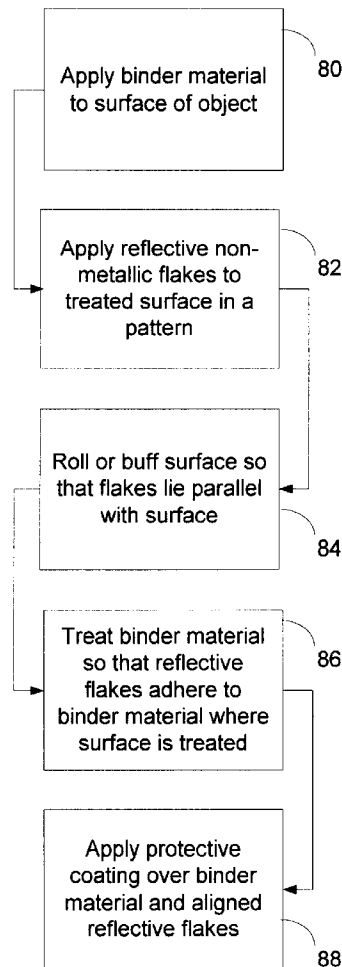 Apply binder material
to surface of object
80
Apply reflective non-
metallic flakes to
treated surface in a
pattern
82
Roll or buff surface so
that flakes lie parallel
with surface
84
Treat binder material
so that reflective
flakes adhere to
binder material where
surface is treated
86
Apply protective
coating over binder
material and aligned
reflective flakes
88